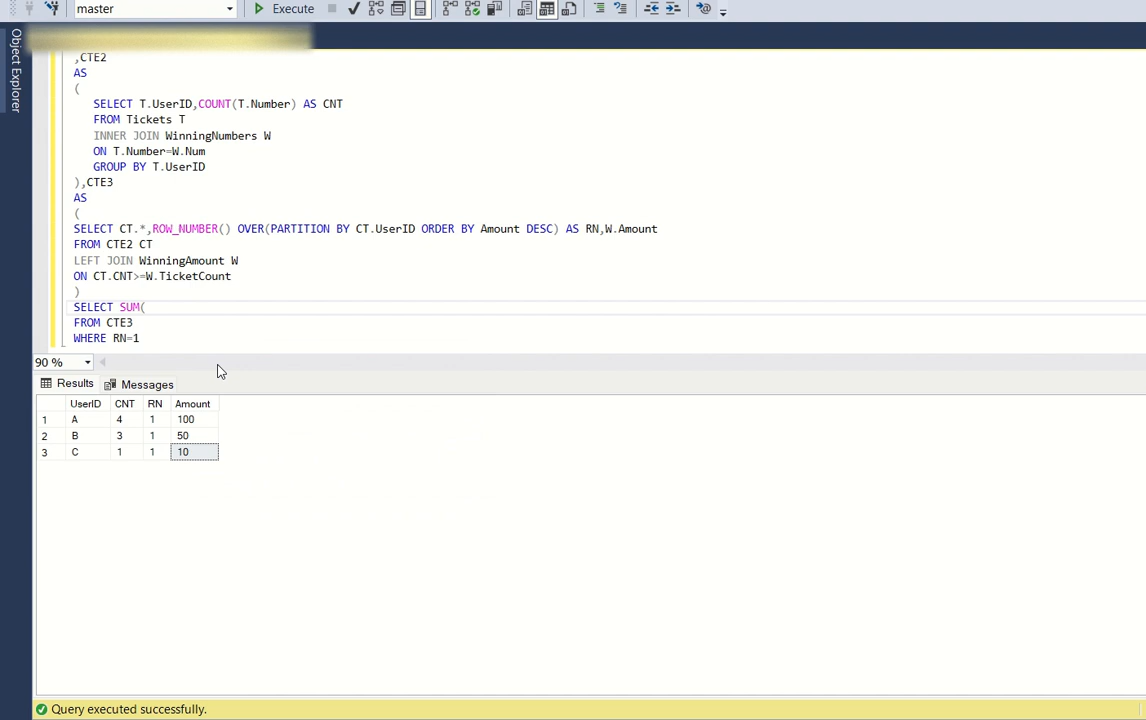 master Execute
Object Explorer
,CTE2
AS
(
SELECT T.UserID,COUNT(T.Number) AS CNT
FROM Tickets T
INNER JOIN WinningNumbers W
ON T.Number=W.Num
GROUP BY T.UserID
),CTE3
AS
(
SELECT CT.*,ROW_NUMBER() OVER(PARTITION BY CT.UserID ORDER BY Amount DESC) AS RN,W.Amount
FROM CTE2 CT
LEFT JOIN WinningAmount W
ON CT.CNT>=W.TicketCount
)
SELECT SUM(
FROM CTE3
WHERE RN=1
90 %
Results Messages
UserID CNT RN Amount
1 A 4 1 100
2 B 3 1 50
3 C 1 1 10
Query executed successfully.